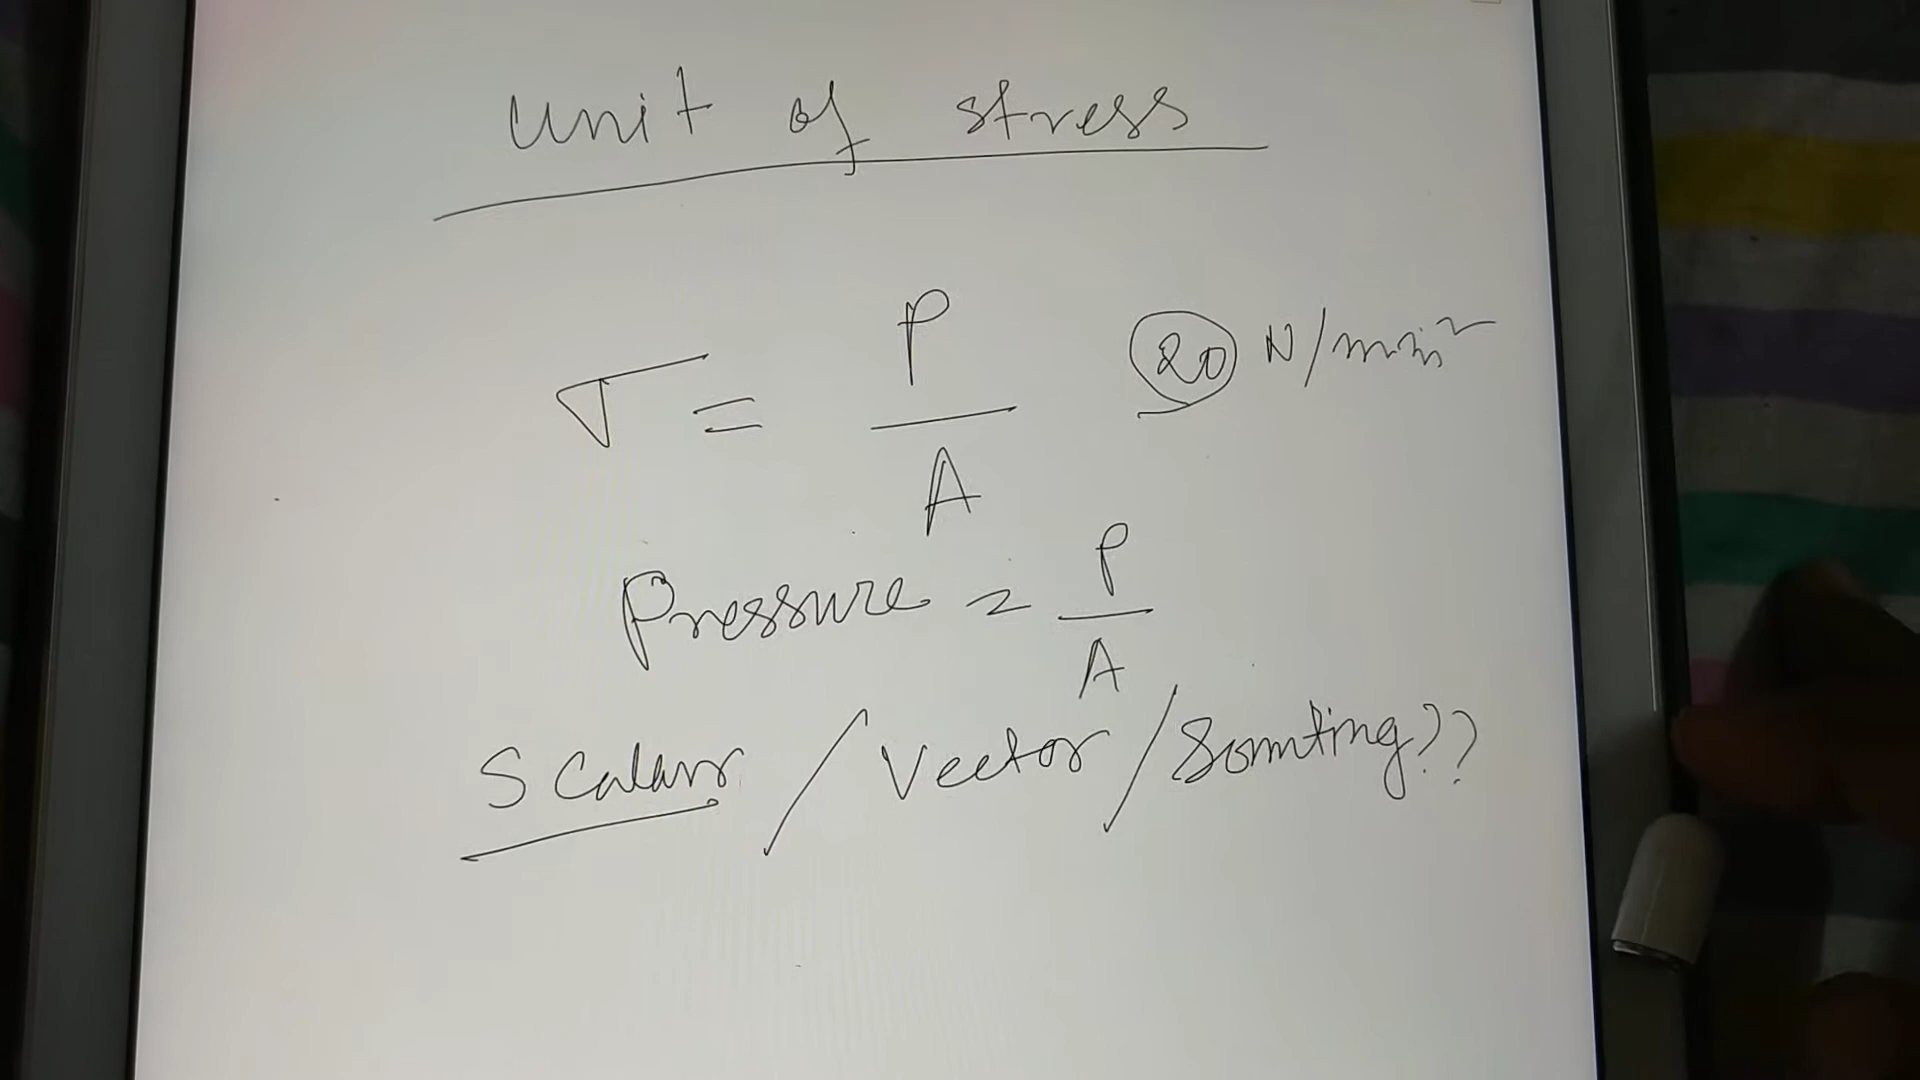 unit of stress
σ = P/A 20 N/mm²
Pressure = P/A
Scalar / Vector / Somting??